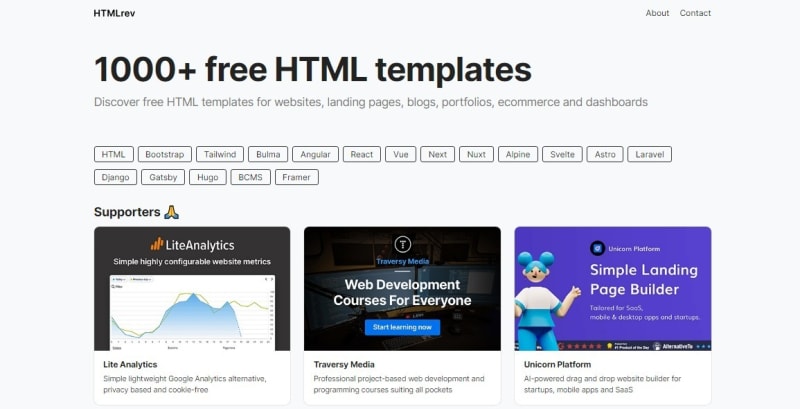 HTMLrev
About Contact
1000+ free HTML templates
Discover free HTML templates for websites, landing pages, blogs, portfolios, ecommerce and dashboards
HTML Bootstrap Tailwind Bulma Angular React Vue Next Nuxt Alpine Svelte Astro Laravel
Django Gatsby Hugo BCMS Framer
Supporters 🙏
LiteAnalytics
Simple highly configurable website metrics
Lite Analytics
Simple lightweight Google Analytics alternative,
privacy based and cookie-free
T
Traversy Media
Web Development
Courses For Everyone
Start learning now
Traversy Media
Professional project-based web development and
programming courses suiting all pockets
Unicorn Platform
Simple Landing
Page Builder
Tailored for SaaS,
mobile & desktop apps and startups.
#1 Product of the Day
AlternativeTo
Unicorn Platform
AI-powered drag and drop website builder for
startups, mobile apps and SaaS